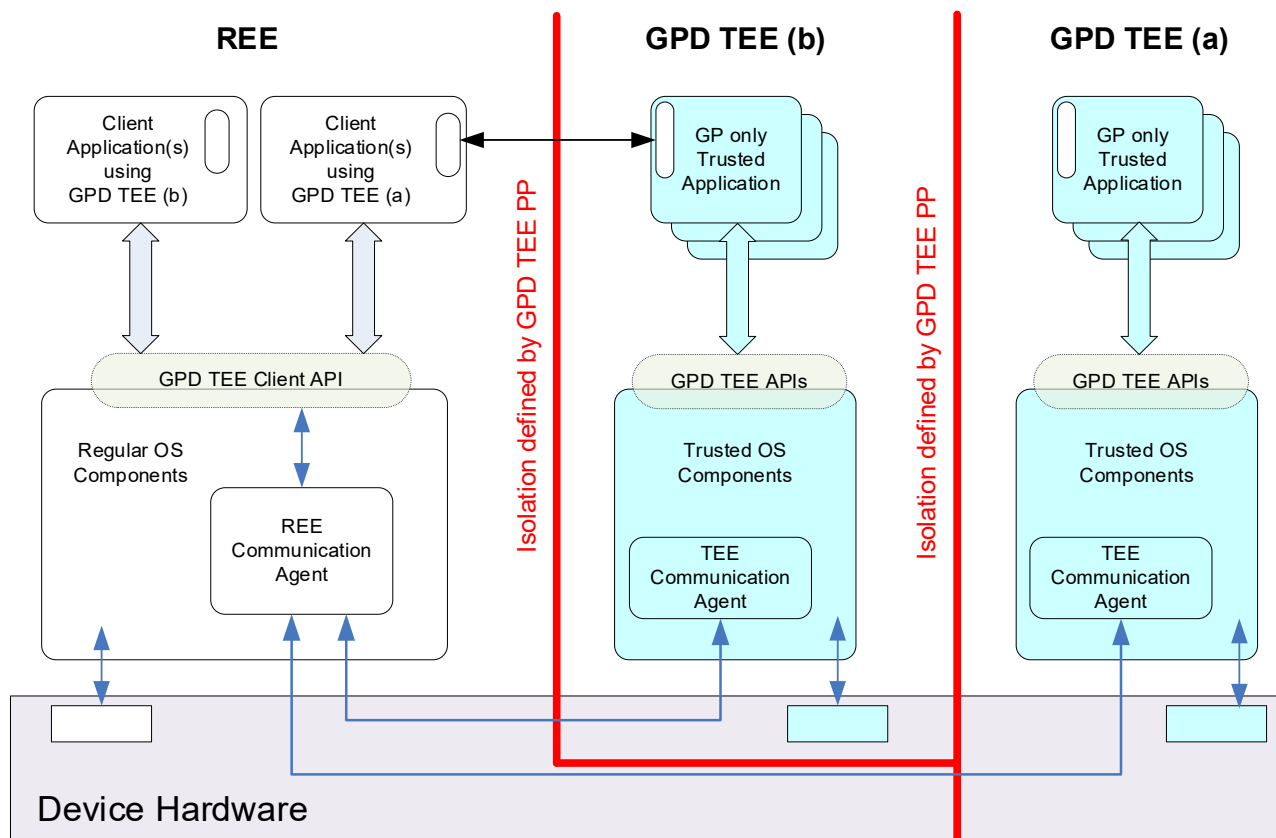 REE
GPD TEE (b)
GPD TEE (a)
Client
Application(s)
using
GPD TEE (b)
Client
Application(s)
using
GPD TEE (a)
Isolation defined by GPD TEE PP
GP only
Trusted
Application
Isolation defined by GPD TEE PP
GP only
Trusted
Application
GPD TEE Client API
GPD TEE APIs
GPD TEE APIs
Regular OS
Components
Trusted OS
Components
Trusted OS
Components
REE
Communication
Agent
TEE
Communication
Agent
TEE
Communication
Agent
Device Hardware